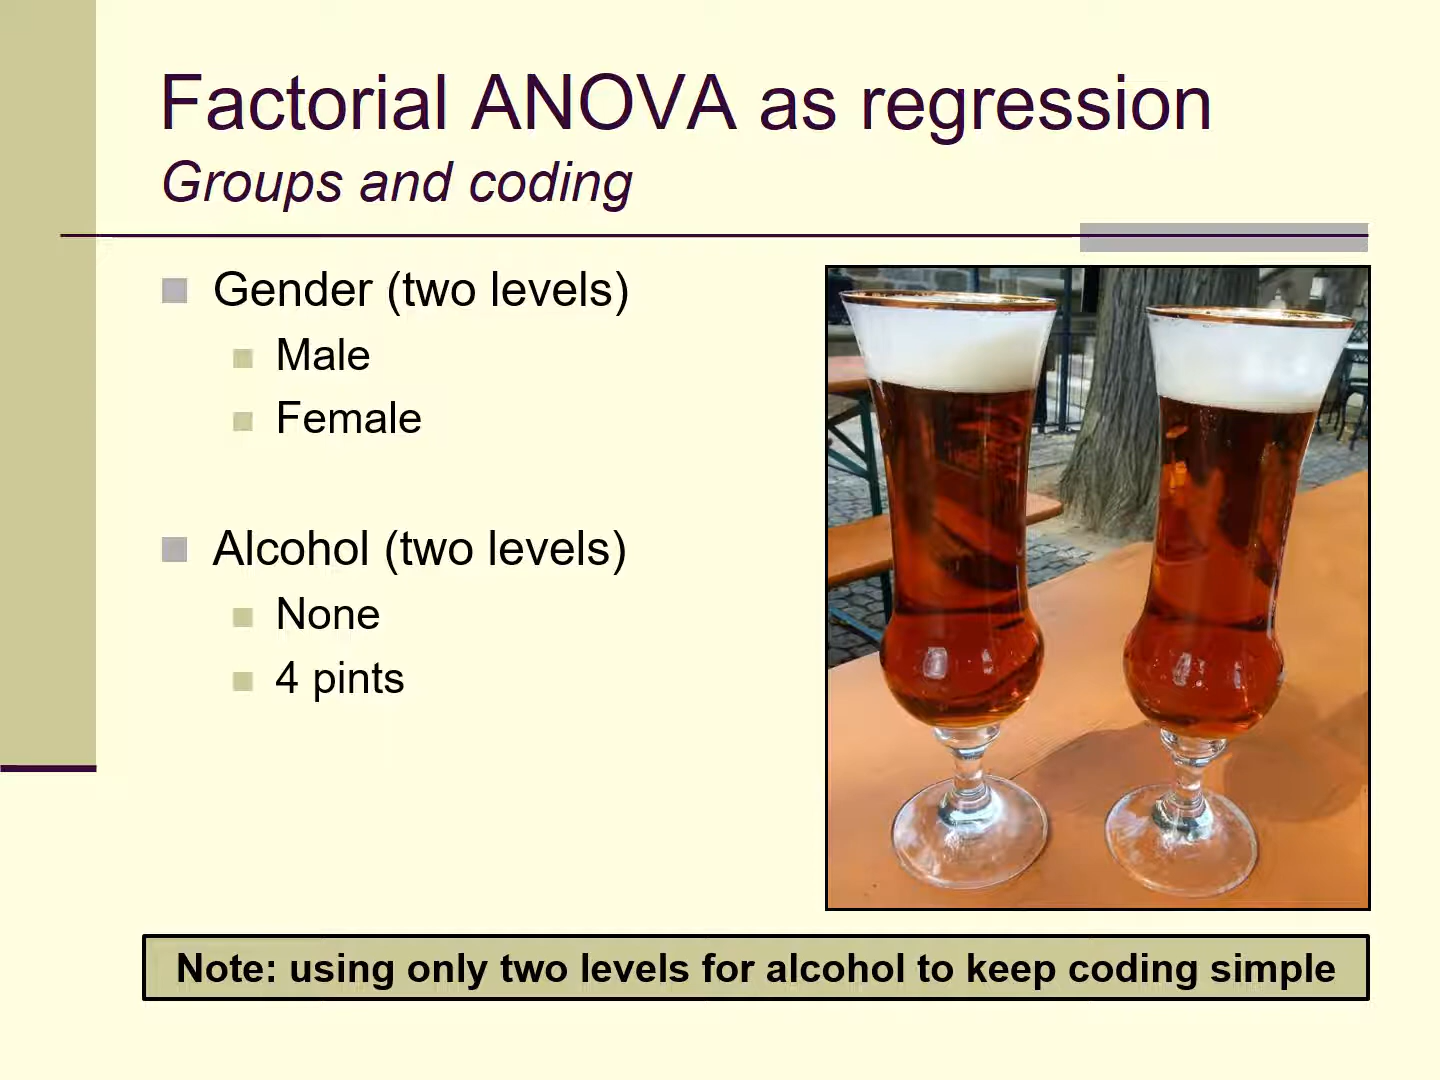 Factorial ANOVA as regression
Groups and coding
Gender (two levels)
Male
Female
Alcohol (two levels)
None
4 pints
Note: using only two levels for alcohol to keep coding simple